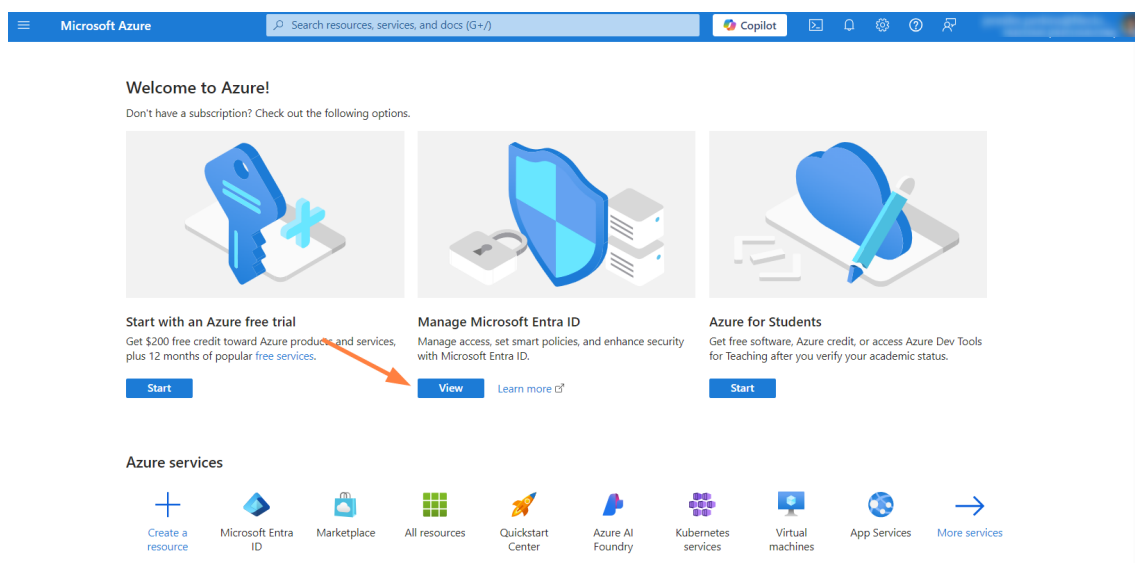 Microsoft Azure
Search resources, services, and docs (G+/)
Copilot
Welcome to Azure!
Don't have a subscription? Check out the following options.
Start with an Azure free trial
Get $200 free credit toward Azure products and services,
plus 12 months of popular free services.
Start
Manage Microsoft Entra ID
Manage access, set smart policies, and enhance security
with Microsoft Entra ID.
View
Learn more
Azure for Students
Get free software, Azure credit, or access Azure Dev Tools
for Teaching after you verify your academic status.
Start
Azure services
Create a
resource
Microsoft Entra
ID
Marketplace
All resources
Quickstart
Center
Azure AI
Foundry
Kubernetes
services
Virtual
machines
App Services
More services